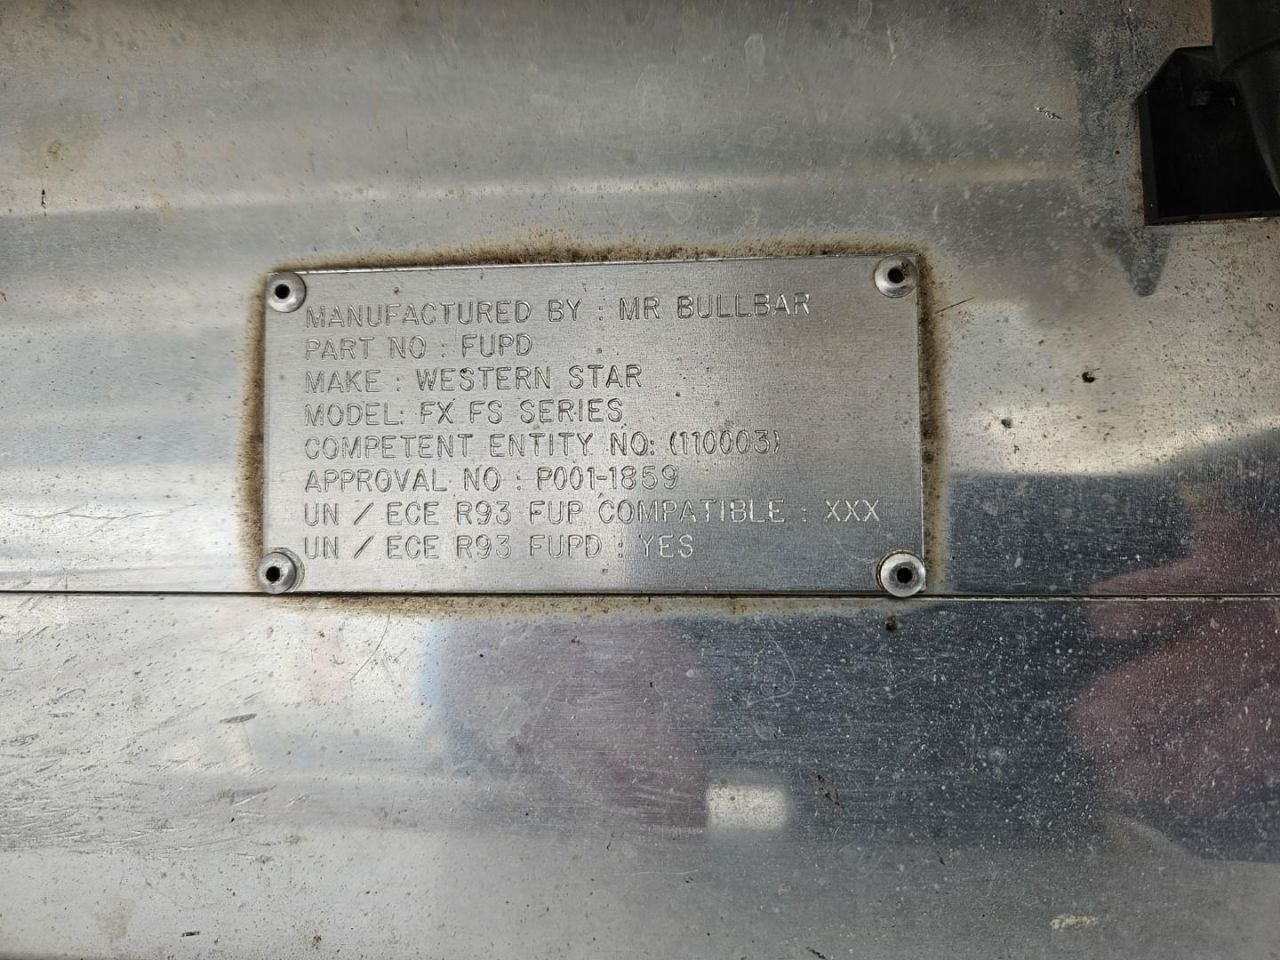 MANUFACTURED BY : MR BULLBAR
PART NO : FUPD
MAKE : WESTERN STAR
MODEL: FX FS SERIES
COMPETENT ENTITY NO: (110003)
APPROVAL NO : P001-1859
UN / ECE R93 FUP COMPATIBLE : XXX
UN / ECE R93 FUPD : YES